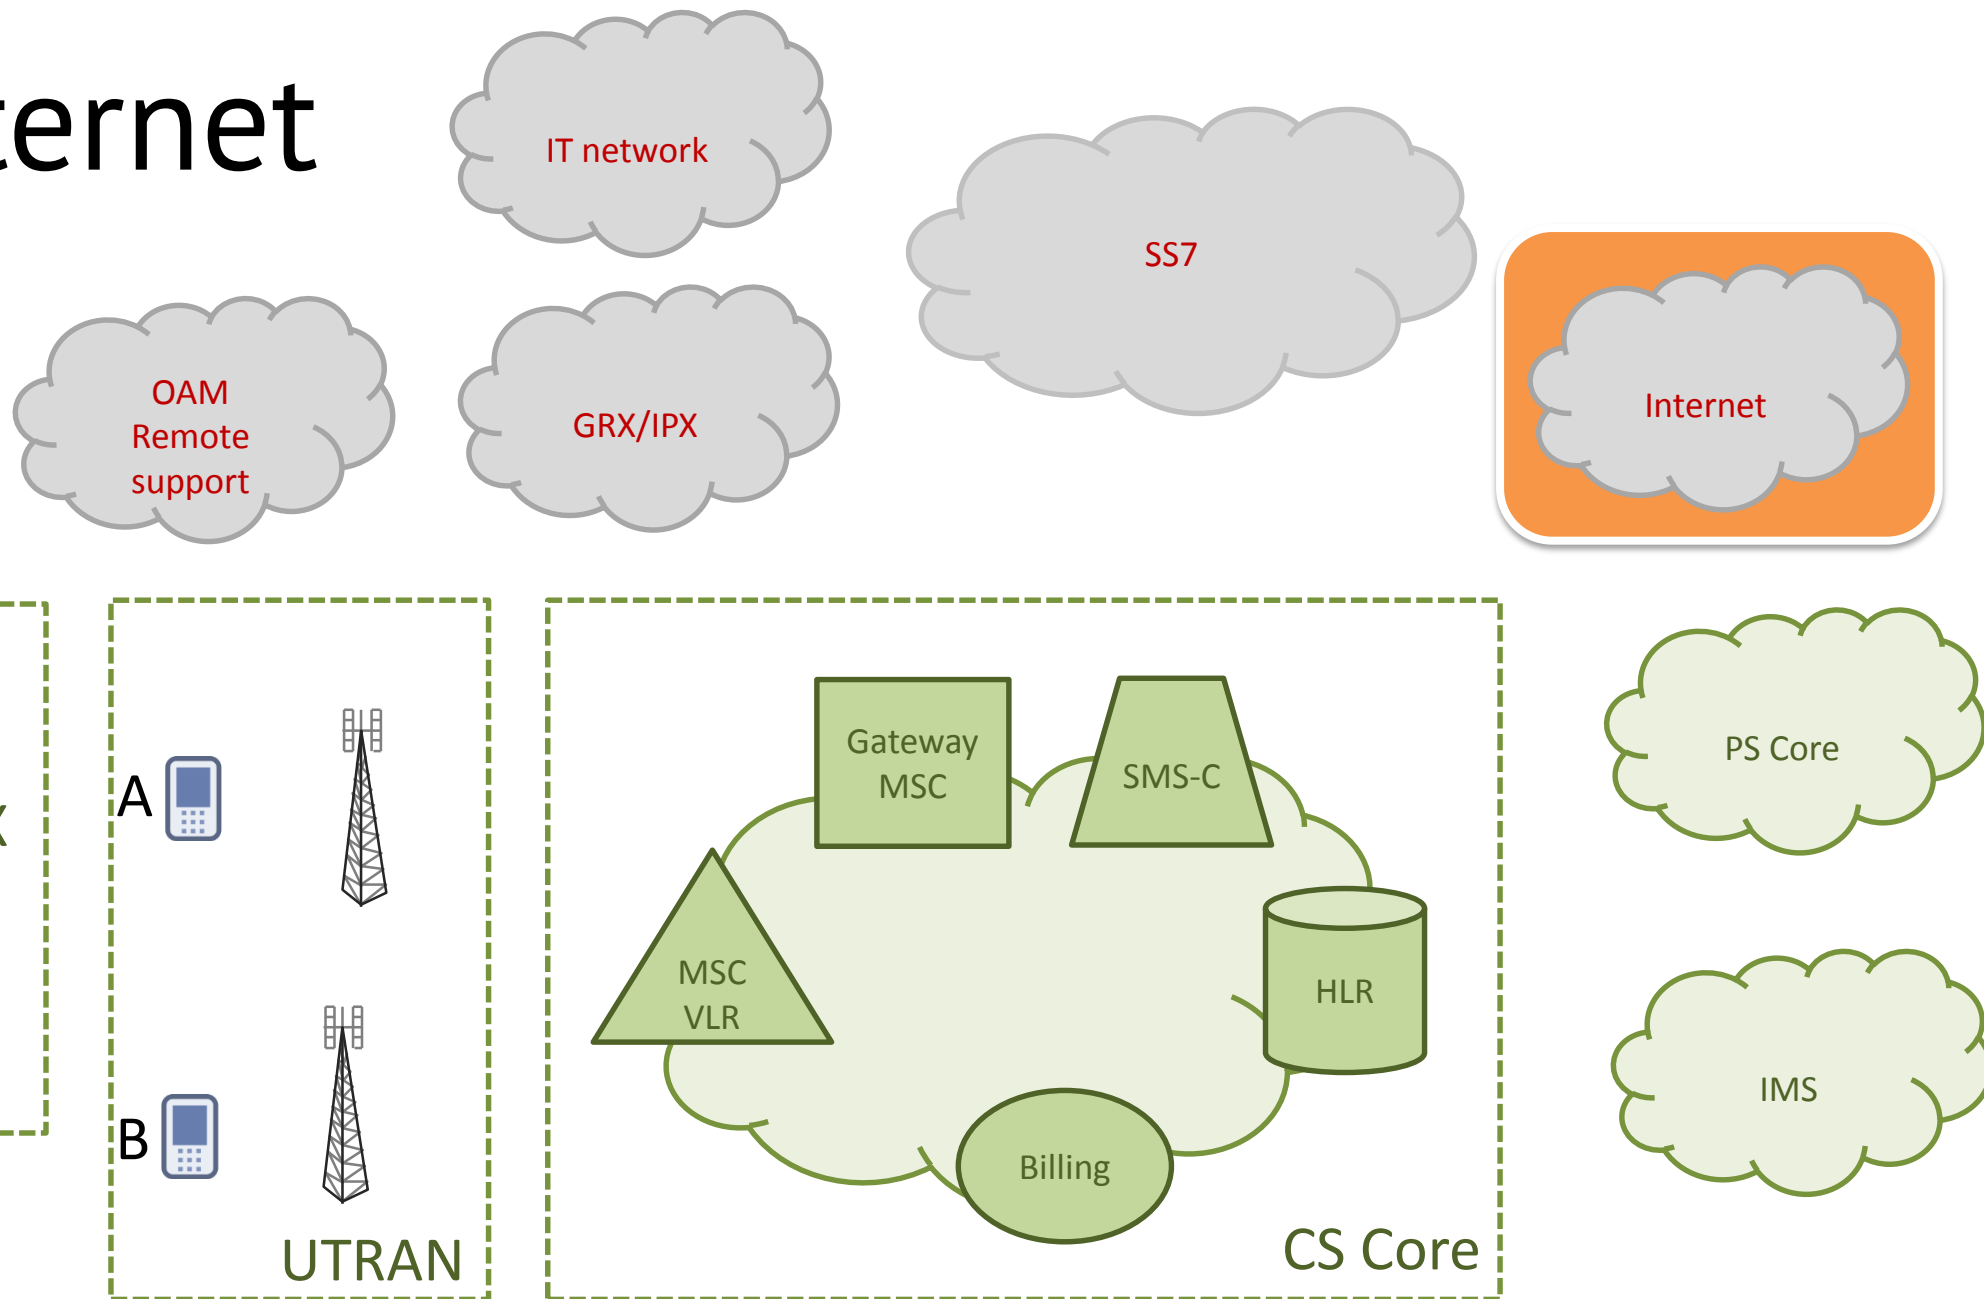 ternet
IT network
SS7
OAM
Remote
support
GRX/IPX
Internet
Gateway
MSC
SMS-C
PS Core
A
X
MSC
VLR
HLR
IMS
B
Billing
UTRAN
CS Core